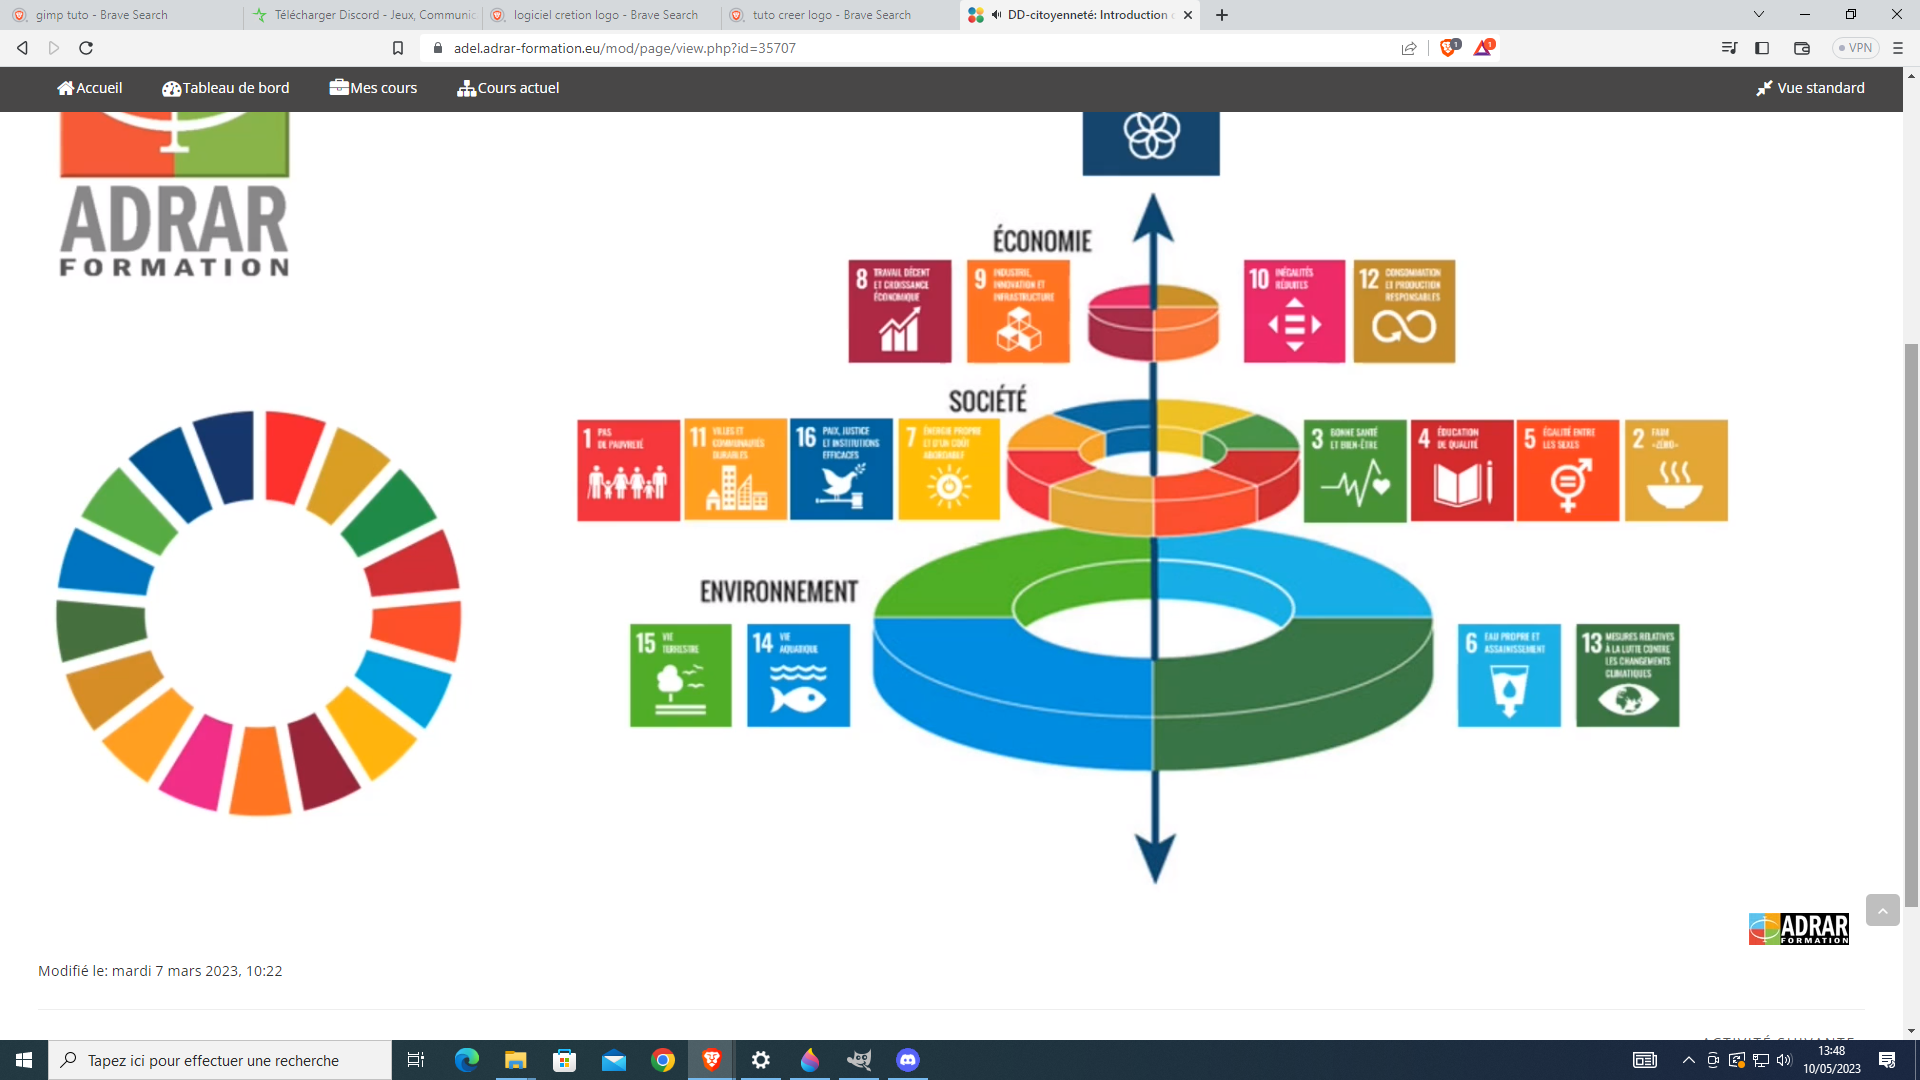 gimp tuto - Brave Search
Télécharger Discord - Jeux, Communic
logiciel cretion logo - Brave Search
tuto creer logo - Brave Search
DD-citoyenneté: Introduction
adel.adrar-formation.eu/mod/page/view.php?id=35707
1
1
VPN
Accueil
Tableau de bord
Mes cours
Cours actuel
Vue standard
ADRAR
FORMATION
ÉCONOMIE
8 TRAVAIL DÉCENT
ET CROISSANCE
ÉCONOMIQUE
9 INDUSTRIE,
INNOVATION ET
INFRASTRUCTURE
10 INÉGALITÉS
RÉDUITES
12 CONSOMMATION
ET PRODUCTION
RESPONSABLES
SOCIÉTÉ
1 PAS
DE PAUVRETÉ
11 VILLES ET
COMMUNAUTÉS
DURABLES
16 PAIX, JUSTICE
ET INSTITUTIONS
EFFICACES
7 ÉNERGIE PROPRE
ET D'UN COÛT
ABORDABLE
3 BONNE SANTÉ
ET BIEN-ÊTRE
4 ÉDUCATION
DE QUALITÉ
5 ÉGALITÉ ENTRE
LES SEXES
2 FAIM
«ZÉRO»
ENVIRONNEMENT
15 VIE
TERRESTRE
14 VIE
AQUATIQUE
6 EAU PROPRE ET
ASSAINISSEMENT
13 MESURES RELATIVES
À LA LUTTE CONTRE
LES CHANGEMENTS
CLIMATIQUES
ADRAR
FORMATION
Modifié le: mardi 7 mars 2023, 10:22
ACTIVITÉ SUIVANTE
Tapez ici pour effectuer une recherche
13:48
10/05/2023